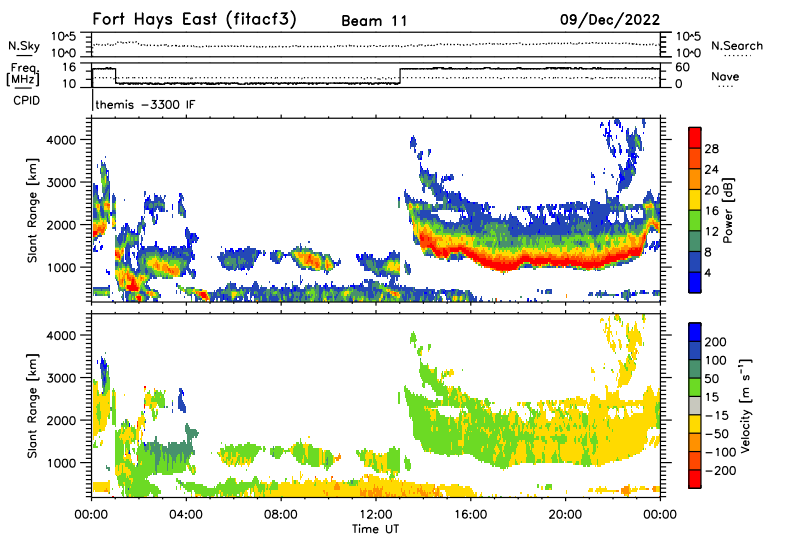 Fort Hays East (fitacf3) Beam 11 09/Dec/2022
N.Sky 10^5 10^0 10^5 10^0 N.Search
Freq. [MHz] 16 10 60 0 Nave
CPID themis -3300 IF
Slant Range [km] 4000 3000 2000 1000
Power [dB] 28 24 20 16 12 8 4
Slant Range [km] 4000 3000 2000 1000
Velocity [m s^-1] 200 100 50 15 -15 -50 -100 -200
00:00 04:00 08:00 12:00 16:00 20:00 00:00
Time UT